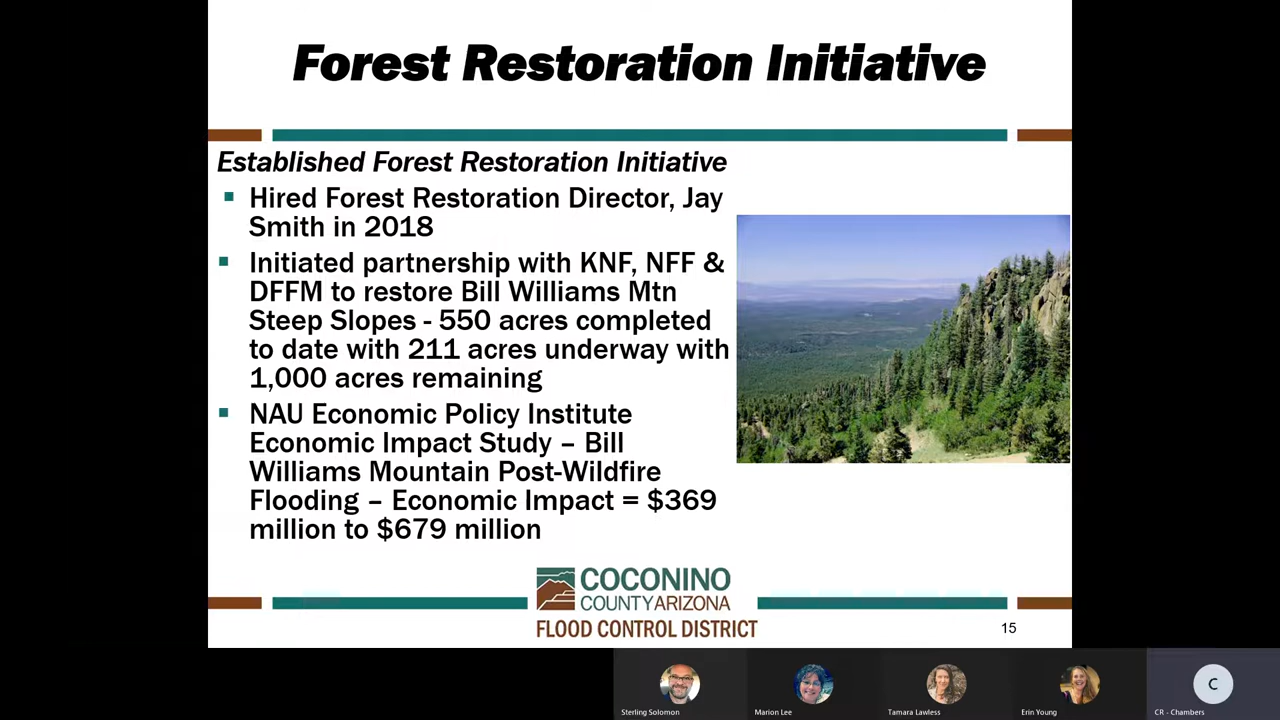 Forest Restoration Initiative
Established Forest Restoration Initiative
Hired Forest Restoration Director, Jay
Smith in 2018
Initiated partnership with KNF, NFF &
DFFM to restore Bill Williams Mtn
Steep Slopes - 550 acres completed
to date with 211 acres underway with
1,000 acres remaining
NAU Economic Policy Institute
Economic Impact Study – Bill
Williams Mountain Post-Wildfire
Flooding – Economic Impact = $369
million to $679 million
COCONINO
COUNTY ARIZONA
FLOOD CONTROL DISTRICT
15
C
Sterling Solomon
Marion Lee
Tamara Lawless
Erin Young
CR - Chambers